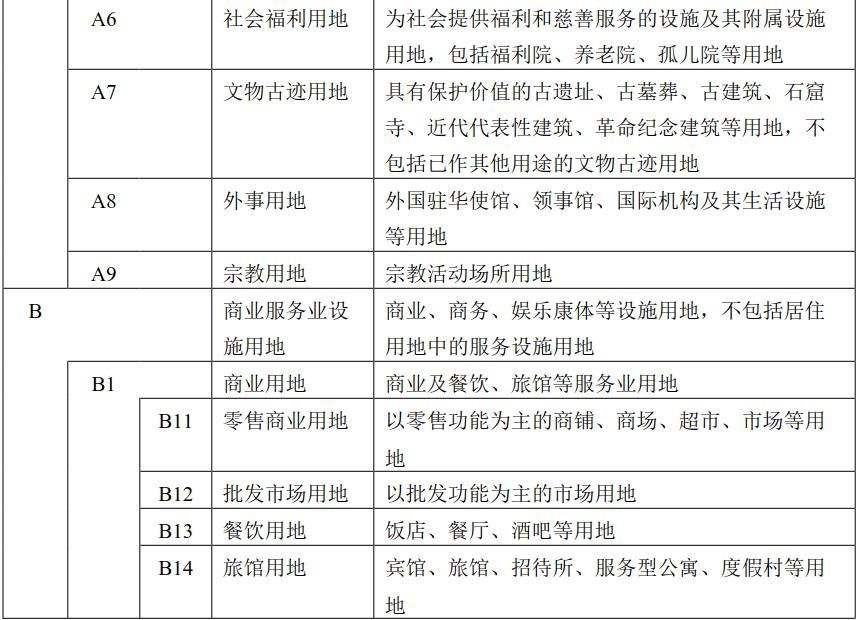 A6 社会福利用地 为社会提供福利和慈善服务的设施及其附属设施
用地，包括福利院、养老院、孤儿院等用地
A7 文物古迹用地 具有保护价值的古遗址、古墓葬、古建筑、石窟
寺、近代代表性建筑、革命纪念建筑等用地，不
包括已作其他用途的文物古迹用地
A8 外事用地 外国驻华使馆、领事馆、国际机构及其生活设施
等用地
A9 宗教用地 宗教活动场所用地
B 商业服务业设 商业、商务、娱乐康体等设施用地，不包括居住
施用地 用地中的服务设施用地
B1 商业用地 商业及餐饮、旅馆等服务业用地
B11 零售商业用地 以零售功能为主的商铺、商场、超市、市场等用
地
B12 批发市场用地 以批发功能为主的市场用地
B13 餐饮用地 饭店、餐厅、酒吧等用地
B14 旅馆用地 宾馆、旅馆、招待所、服务型公寓、度假村等用
地